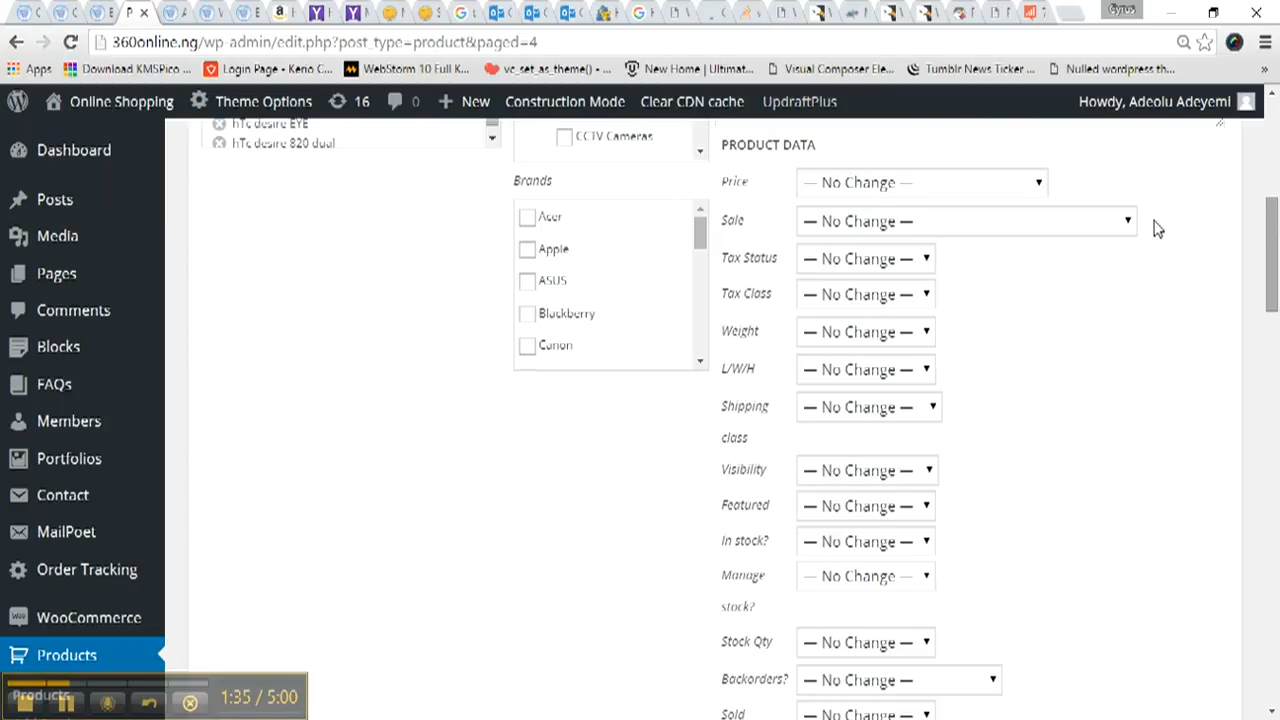 Gyrus
360online.ng/wp-admin/edit.php?post_type=product&paged=4
Apps
Download KMSPico ...
Login Page - Kerio C...
WebStorm 10 Full K...
vc_set_as_theme() - ...
New Home | Ultimat...
Visual Composer Ele...
Tumblr News Ticker ...
Nulled wordpress th...
»
Online Shopping
Theme Options
16
0
New
Construction Mode
Clear CDN cache
UpdraftPlus
Howdy, Adeolu Adeyemi
Dashboard
Posts
Media
Pages
Comments
Blocks
FAQs
Members
Portfolios
Contact
MailPoet
Order Tracking
WooCommerce
Products
Products
1:35 / 5:00
hTc desire EYE
hTc desire 820 dual
CCTV Cameras
Brands
Acer
Apple
ASUS
Blackberry
Canon
PRODUCT DATA
Price — No Change —
Sale — No Change —
Tax Status — No Change —
Tax Class — No Change —
Weight — No Change —
L/W/H — No Change —
Shipping class — No Change —
Visibility — No Change —
Featured — No Change —
In stock? — No Change —
Manage stock? — No Change —
Stock Qty — No Change —
Backorders? — No Change —
Sold — No Change —